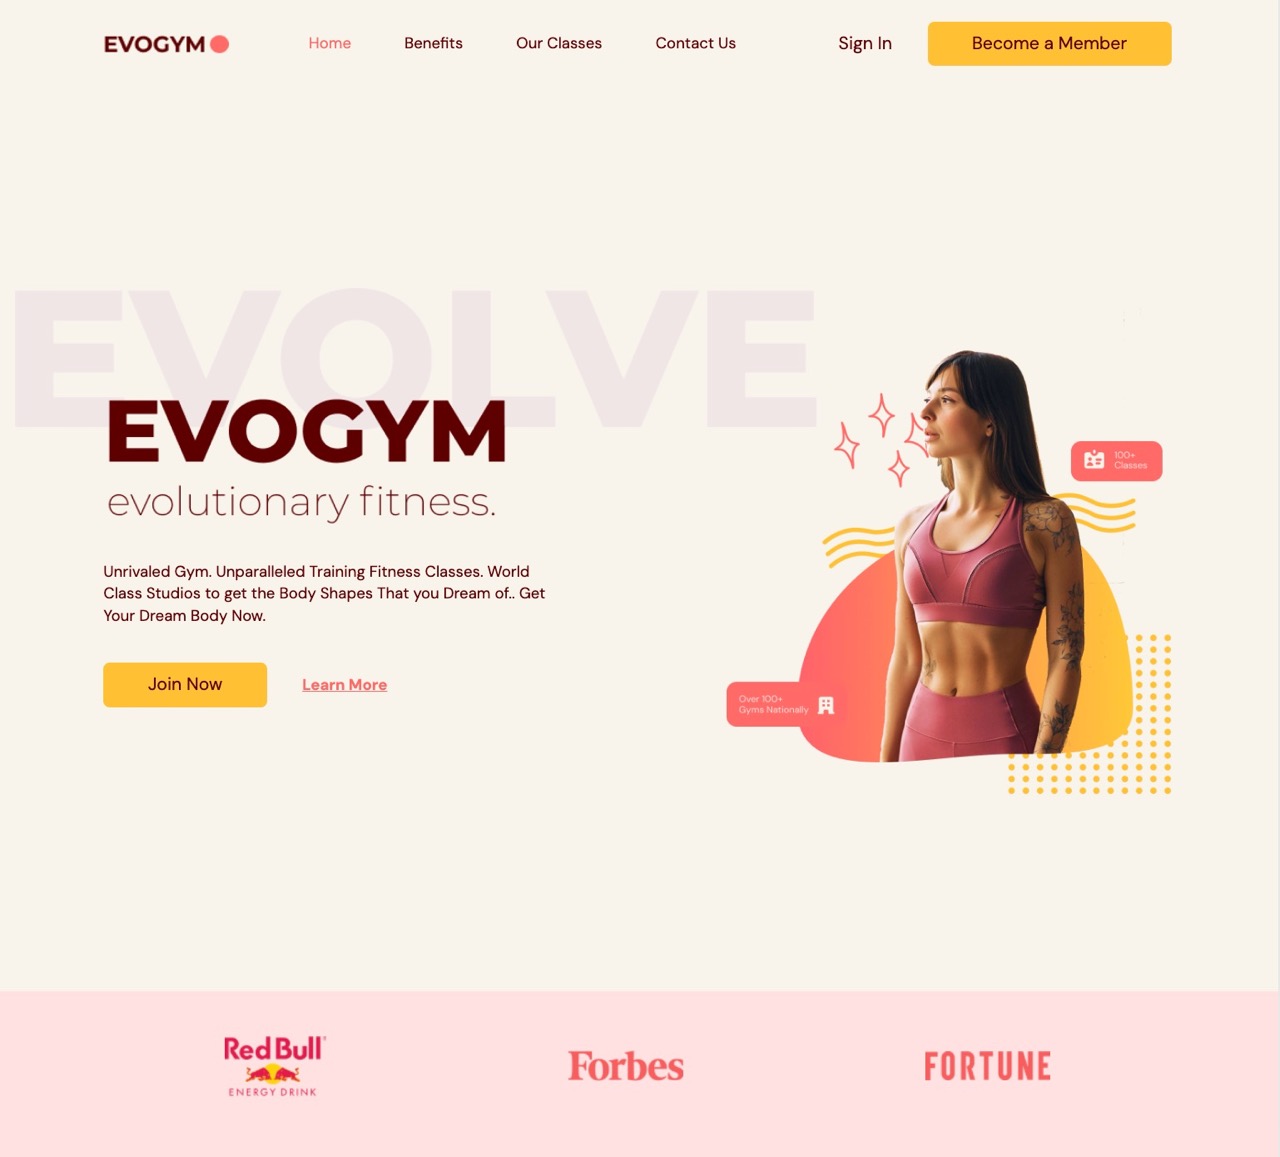 EVOGYM
Home
Benefits
Our Classes
Contact Us
Sign In
Become a Member
EVOLVE
EVOGYM
evolutionary fitness.
Unrivaled Gym. Unparalleled Training Fitness Classes. World
Class Studios to get the Body Shapes That you Dream of.. Get
Your Dream Body Now.
Join Now
Learn More
100+
Classes
Over 100+
Gyms Nationally
Red Bull
ENERGY DRINK
Forbes
FORTUNE